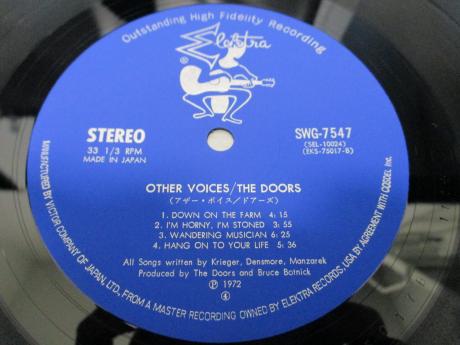 Outstanding High Fidelity Recording
Elektra
®
STEREO
33 1/3 RPM
MADE IN JAPAN
SWG-7547
(SEL-10024)
(EKS-75017-B)
OTHER VOICES/THE DOORS
(アザー・ボイス/ドアーズ)
1. DOWN ON THE FARM 4:15
2. I'M HORNY, I'M STONED 3:55
3. WANDERING MUSICIAN 6:25
4. HANG ON TO YOUR LIFE 5:36
All Songs written by Krieger, Densmore, Manzarek
Produced by The Doors and Bruce Botnick
Ⓟ 1972
4
MANUFACTURED BY VICTOR COMPANY OF JAPAN, LTD., FROM A MASTER RECORDING OWNED BY ELEKTRA RECORDS, USA BY AGREEMENT WITH COSDEL Inc.